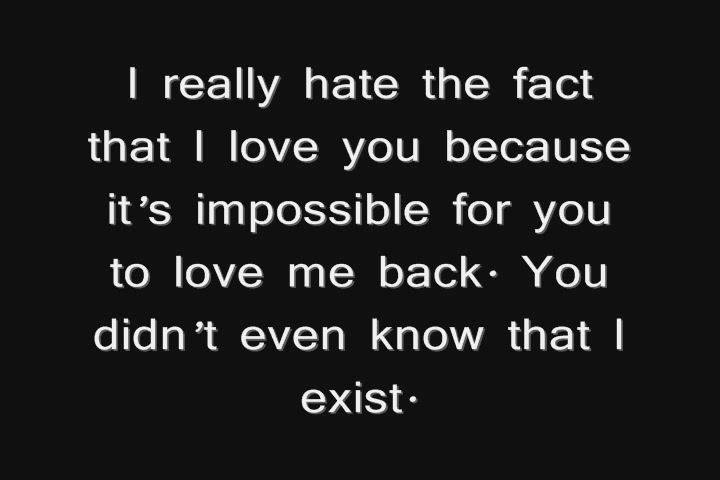 I really hate the fact
that I love you because
it's impossible for you
to love me back. You
didn't even know that I
exist.